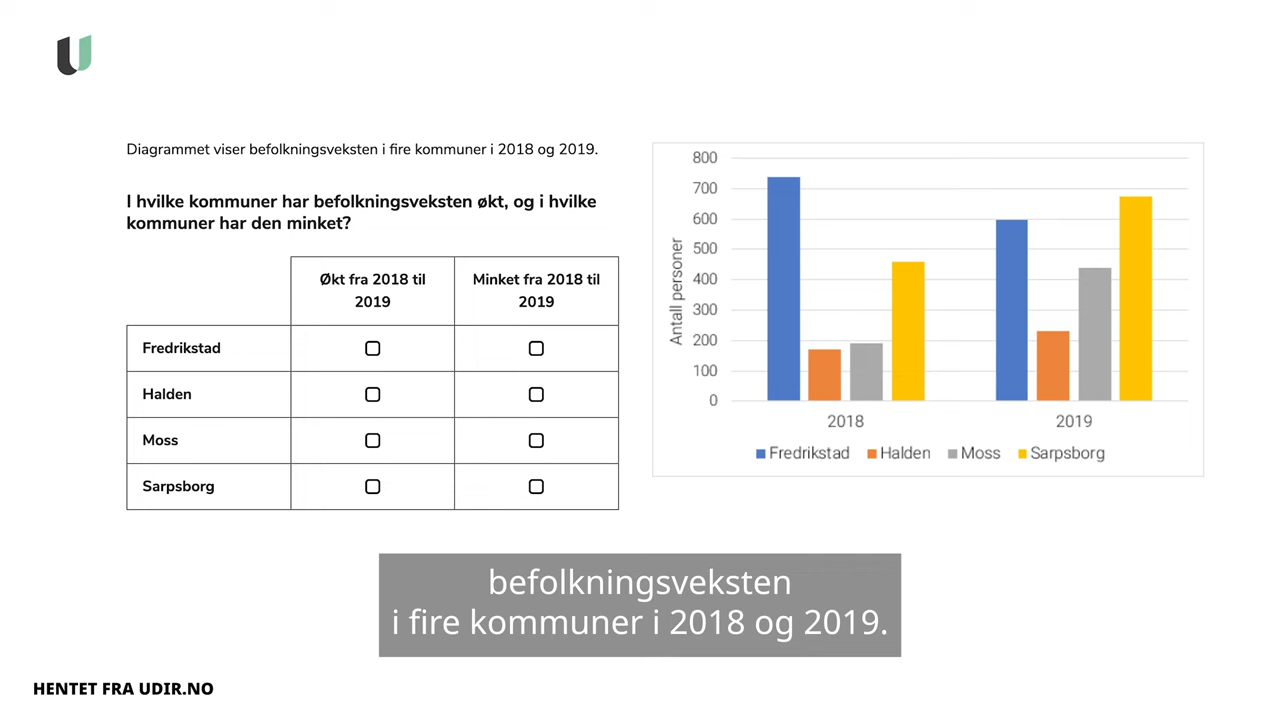 Diagrammet viser befolkningsveksten i fire kommuner i 2018 og 2019.
I hvilke kommuner har befolkningsveksten økt, og i hvilke
kommuner har den minket?
Økt fra 2018 til
2019
Minket fra 2018 til
2019
Fredrikstad
Halden
Moss
Sarpsborg
Antall personer
800
700
600
500
400
300
200
100
0
2018 2019
Fredrikstad Halden Moss Sarpsborg
befolkningsveksten
i fire kommuner i 2018 og 2019.
HENTET FRA UDIR.NO